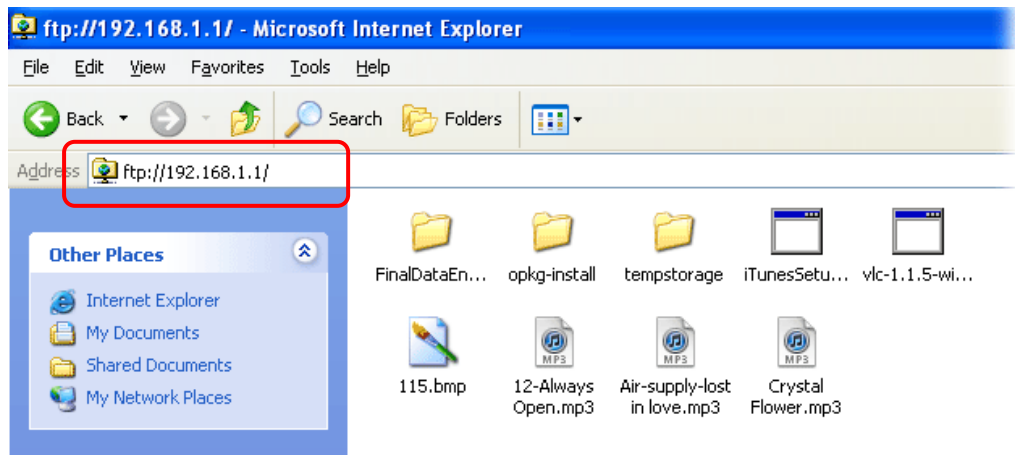 ftp://192.168.1.1/ - Microsoft Internet Explorer
File Edit View Favorites Tools Help
Back Search Folders
Address ftp://192.168.1.1/
Other Places
Internet Explorer
My Documents
Shared Documents
My Network Places
FinalDataEn... opkg-install tempstorage iTunesSetu... vlc-1.1.5-wi...
MP3 MP3 MP3
115.bmp 12-Always Air-supply-lost Crystal
Open.mp3 in love.mp3 Flower.mp3